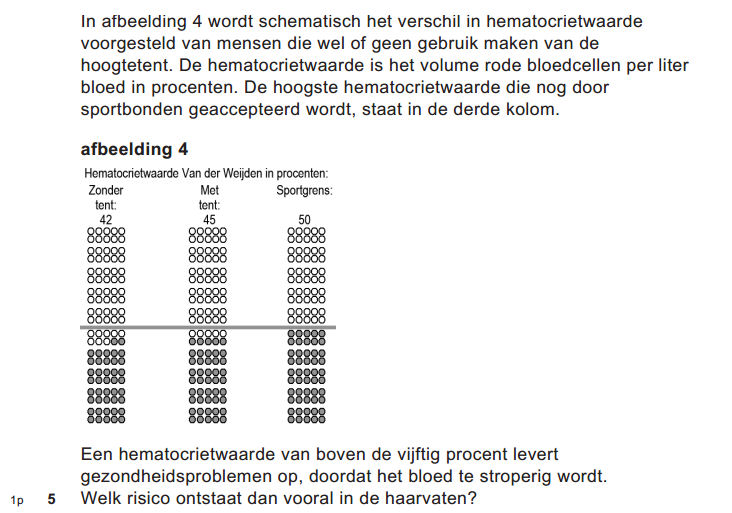 In afbeelding 4 wordt schematisch het verschil in hematocrietwaarde
voorgesteld van mensen die wel of geen gebruik maken van de
hoogtetent. De hematocrietwaarde is het volume rode bloedcellen per liter
bloed in procenten. De hoogste hematocrietwaarde die nog door
sportbonden geaccepteerd wordt, staat in de derde kolom.
afbeelding 4
Hematocrietwaarde Van der Weijden in procenten:
Zonder Met Sportgrens:
tent: tent:
42 45 50
Een hematocrietwaarde van boven de vijftig procent levert
gezondheidsproblemen op, doordat het bloed te stroperig wordt.
1p 5 Welk risico ontstaat dan vooral in de haarvaten?